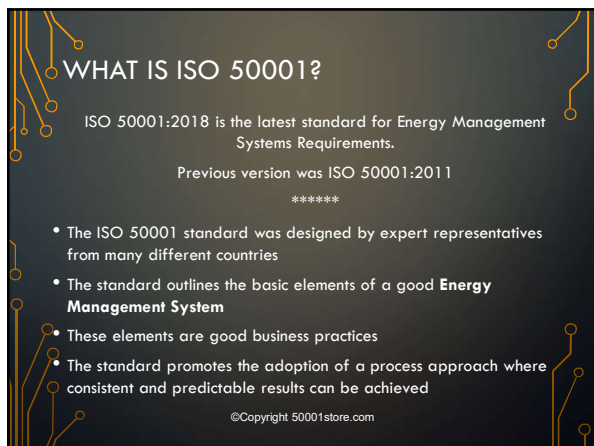 WHAT IS ISO 50001?
ISO 50001:2018 is the latest standard for Energy Management
Systems Requirements.
Previous version was ISO 50001:2011
******
• The ISO 50001 standard was designed by expert representatives
from many different countries
• The standard outlines the basic elements of a good Energy
Management System
• These elements are good business practices
• The standard promotes the adoption of a process approach where
consistent and predictable results can be achieved
©Copyright 50001store.com